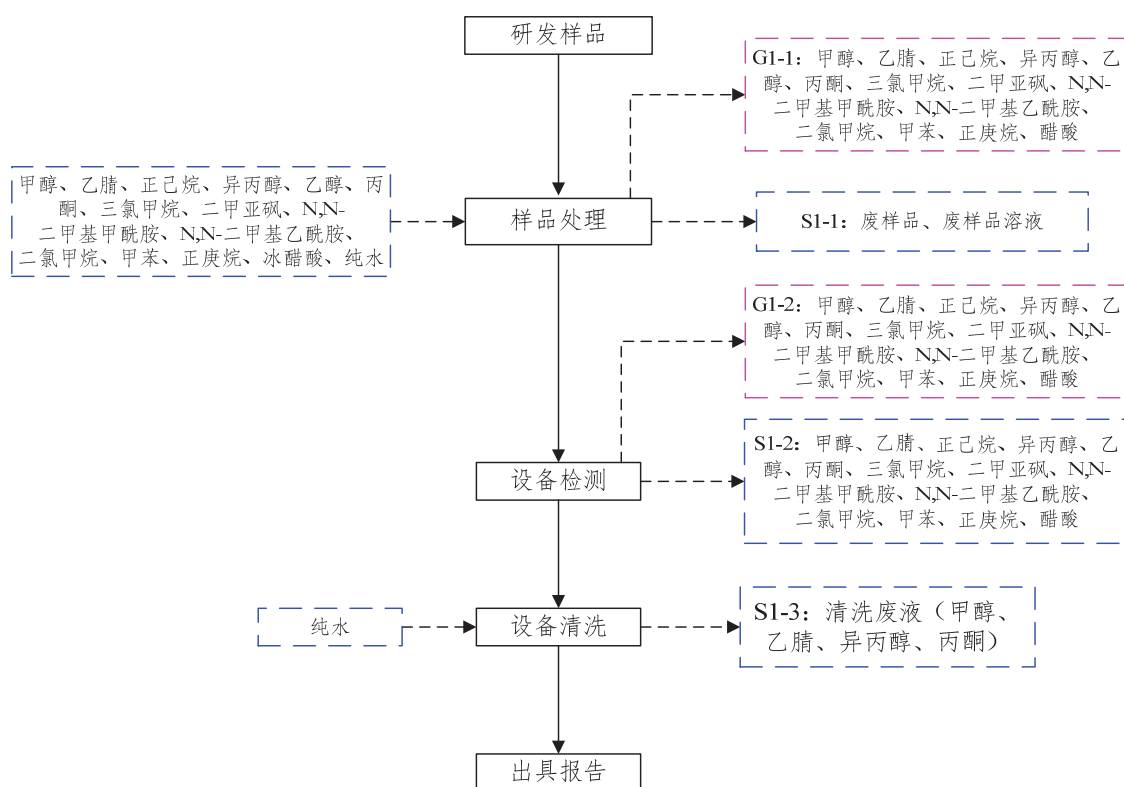 研发样品
G1-1：甲醇、乙腈、正己烷、异丙醇、乙
醇、丙酮、三氯甲烷、二甲亚砜、N,N-
二甲基甲酰胺、N,N-二甲基乙酰胺、
二氯甲烷、甲苯、正庚烷、醋酸
甲醇、乙腈、正己烷、异丙醇、乙醇、丙
酮、三氯甲烷、二甲亚砜、N,N-
二甲基甲酰胺、N,N-二甲基乙酰胺、
二氯甲烷、甲苯、正庚烷、冰醋酸、纯水
样品处理
S1-1：废样品、废样品溶液
G1-2：甲醇、乙腈、正己烷、异丙醇、乙
醇、丙酮、三氯甲烷、二甲亚砜、N,N-
二甲基甲酰胺、N,N-二甲基乙酰胺、
二氯甲烷、甲苯、正庚烷、醋酸
设备检测
S1-2：甲醇、乙腈、正己烷、异丙醇、乙
醇、丙酮、三氯甲烷、二甲亚砜、N,N-
二甲基甲酰胺、N,N-二甲基乙酰胺、
二氯甲烷、甲苯、正庚烷、醋酸
纯水
设备清洗
S1-3：清洗废液（甲醇、
乙腈、异丙醇、丙酮）
出具报告